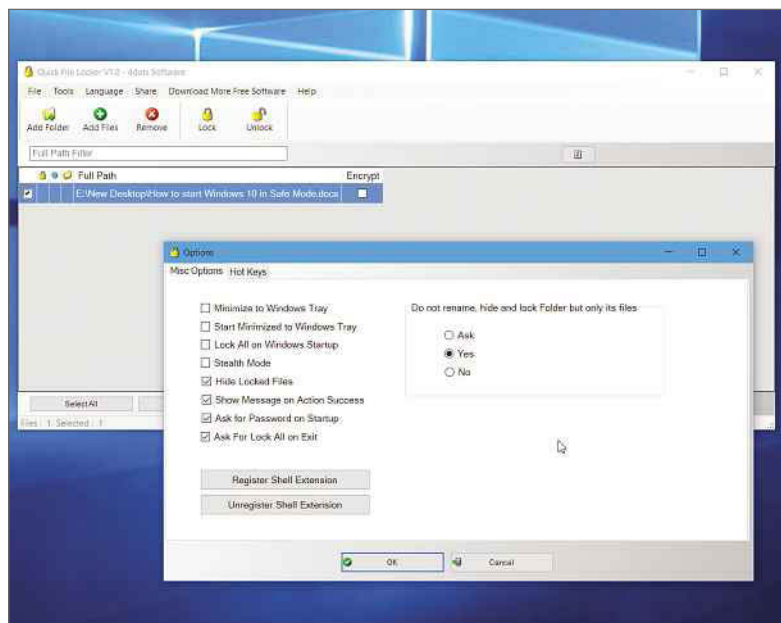 Quick File Locker V1.0 - 4dots Software
File Tools Language Share Download More Free Software Help
Add Folder Add Files Remove Lock Unlock
Full Path Filter
Full Path Encrypt
E:\New Desktop\How to start Windows 10 in Safe Mode.docx
Options
Misc Options Hot Keys
Minimize to Windows Tray
Start Minimized to Windows Tray
Lock All on Windows Startup
Stealth Mode
Hide Locked Files
Show Message on Action Success
Ask for Password on Startup
Ask For Lock All on Exit
Do not rename, hide and lock Folder but only its files
Ask
Yes
No
Register Shell Extension
Unregister Shell Extension
OK Cancel
Select All
Files : 1 Selected : 1